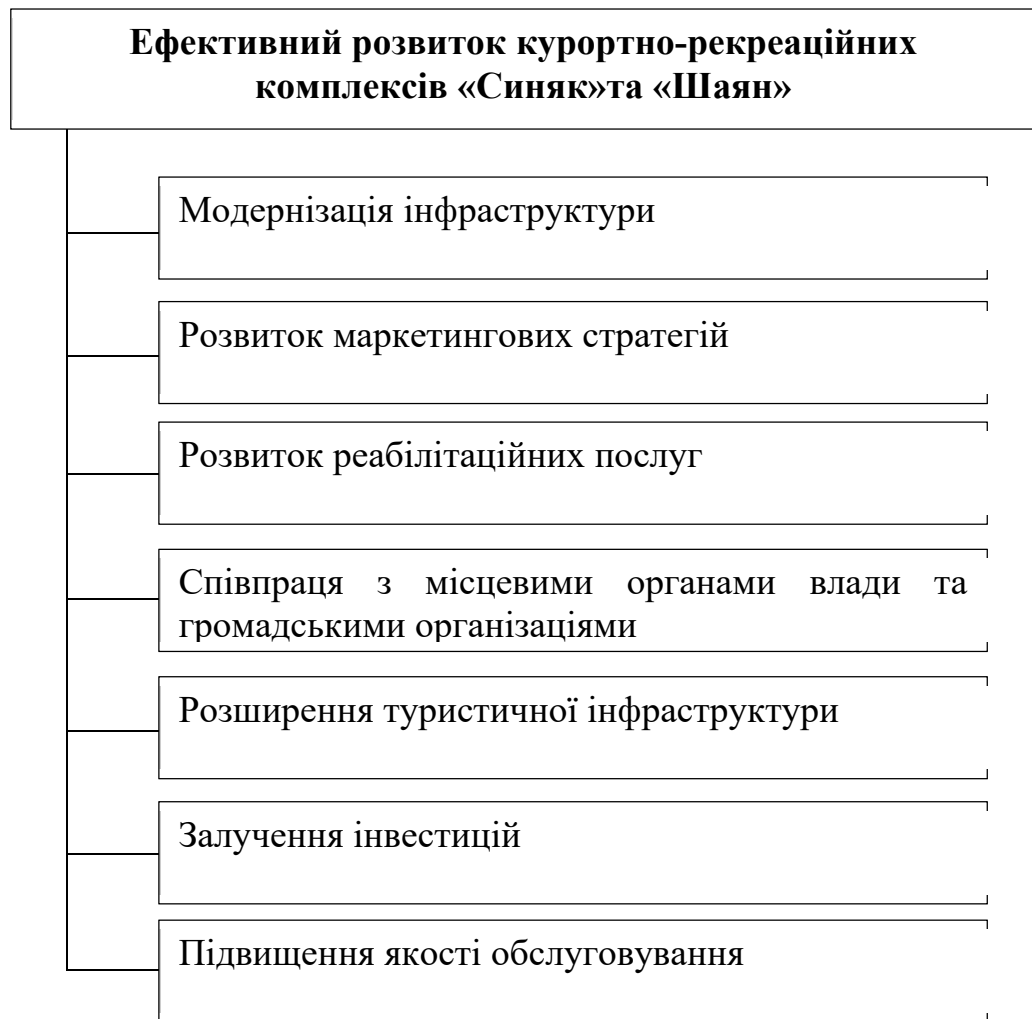 Ефективний розвиток курортно-рекреаційних
комплексів «Синяк»та «Шаян»
Модернізація інфраструктури
Розвиток маркетингових стратегій
Розвиток реабілітаційних послуг
Співпраця з місцевими органами влади та
громадськими організаціями
Розширення туристичної інфраструктури
Залучення інвестицій
Підвищення якості обслуговування